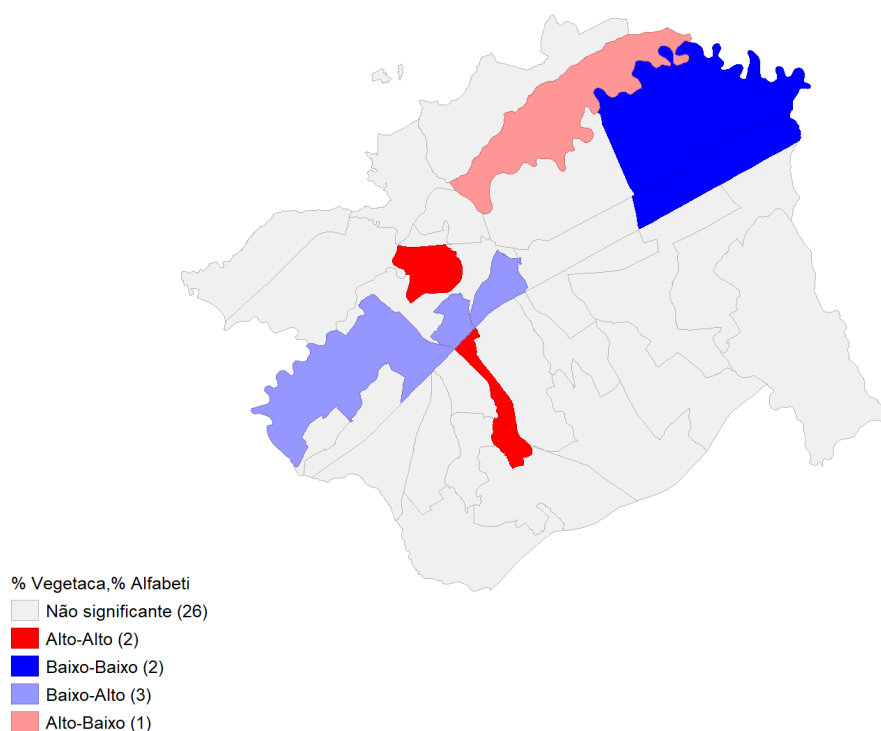 % Vegetaca,% Alfabeti
Não significante (26)
Alto-Alto (2)
Baixo-Baixo (2)
Baixo-Alto (3)
Alto-Baixo (1)